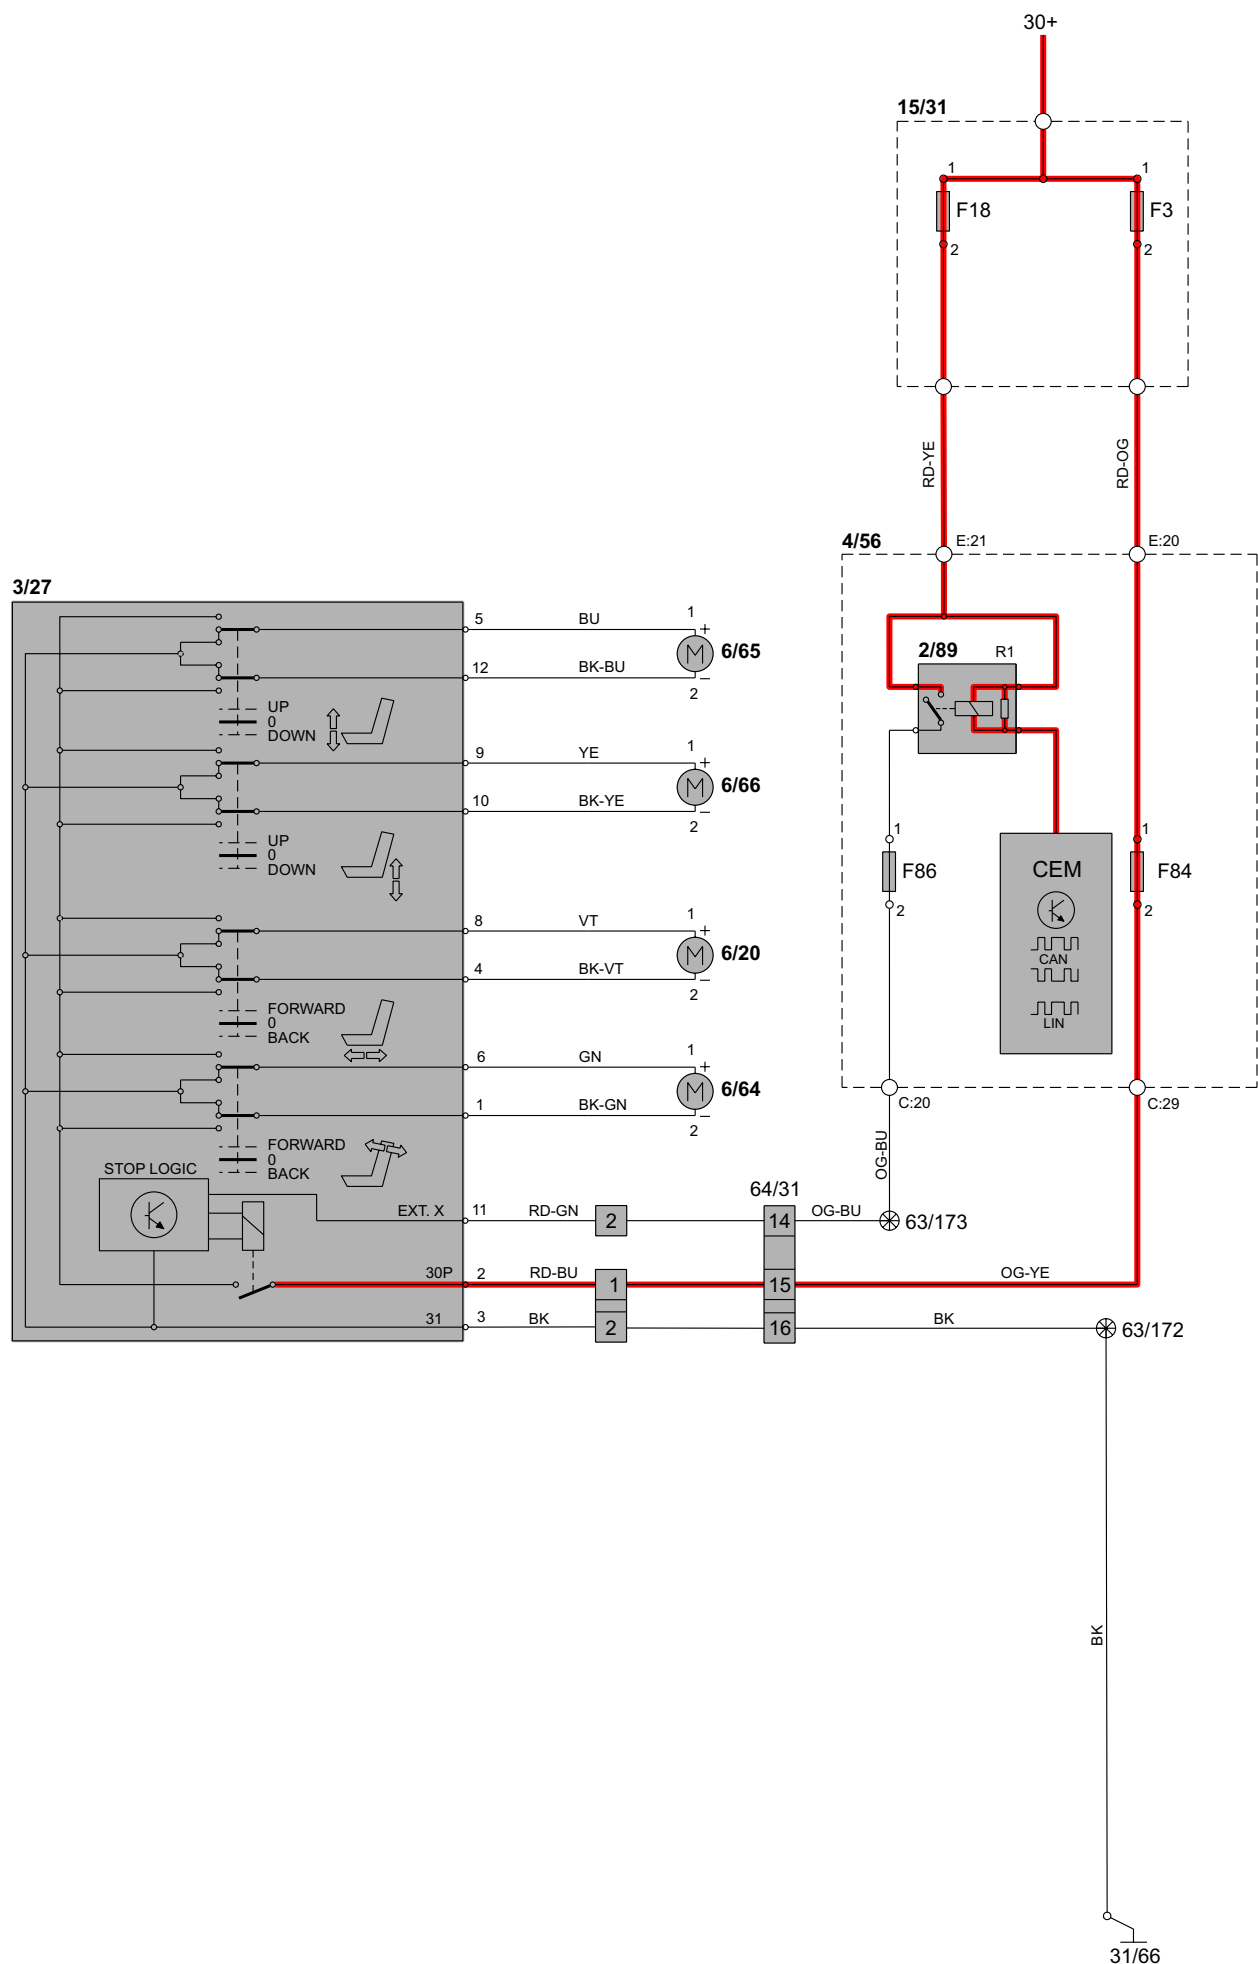 30+
15/31
1
1
F18
F3
2
2
RD-YE
RD-OG
4/56
E:21
E:20
3/27
5
BU
1
+
M
6/65
12
BK-BU
−
2
2/89
R1
UP
0
DOWN
9
YE
1
+
M
6/66
10
BK-YE
−
2
UP
0
DOWN
1
F86
2
CEM
CAN
LIN
1
F84
2
8
VT
1
+
M
6/20
4
BK-VT
−
2
FORWARD
0
BACK
6
GN
1
+
M
6/64
1
BK-GN
−
2
C:20
C:29
FORWARD
0
BACK
OG-BU
STOP LOGIC
64/31
EXT. X
11
RD-GN
2
14
OG-BU
63/173
30P
2
RD-BU
1
15
OG-YE
31
3
BK
2
16
BK
63/172
BK
31/66